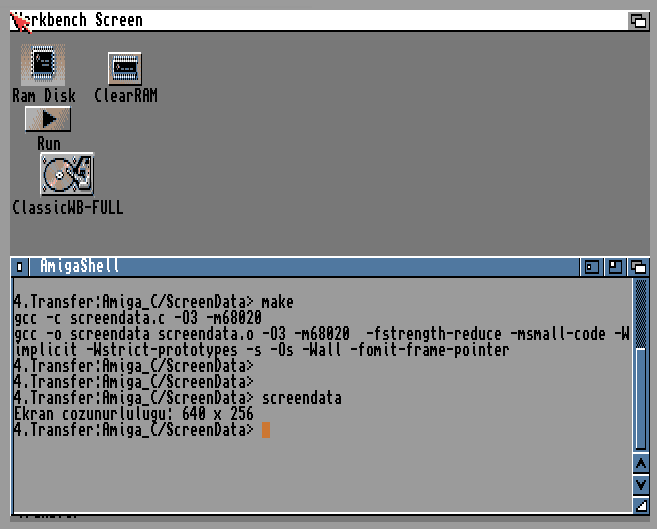 Workbench Screen
Ram Disk
ClearRAM
Run
ClassicWB-FULL
AmigaShell
4.Transfer:Amiga_C/ScreenData> make
gcc -c screendata.c -O3 -m68020
gcc -o screendata screendata.o -O3 -m68020  -fstrength-reduce -msmall-code -W
implicit -Wstrict-prototypes -s -Os -Wall -fomit-frame-pointer
4.Transfer:Amiga_C/ScreenData>
4.Transfer:Amiga_C/ScreenData>
4.Transfer:Amiga_C/ScreenData> screendata
Ekran cozunurlulugu: 640 x 256
4.Transfer:Amiga_C/ScreenData>